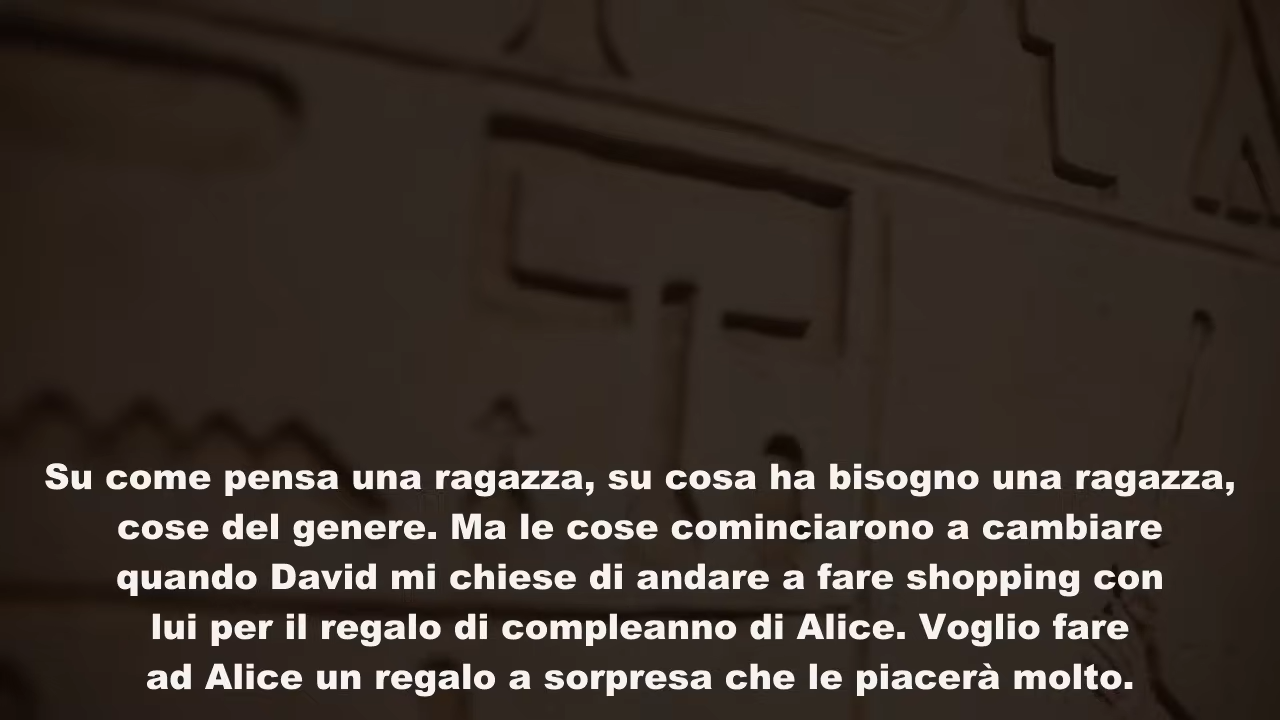 Su come pensa una ragazza, su cosa ha bisogno una ragazza,
cose del genere. Ma le cose cominciarono a cambiare
quando David mi chiese di andare a fare shopping con
lui per il regalo di compleanno di Alice. Voglio fare
ad Alice un regalo a sorpresa che le piacerà molto.